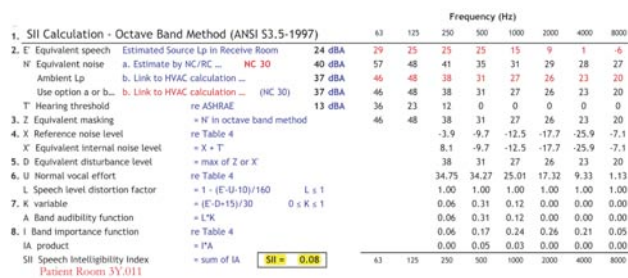 Frequency (Hz)
1. SII Calculation - Octave Band Method (ANSI S3.5-1997) 63 125 250 500 1000 2000 4000 8000
2. E' Equivalent speech Estimated Source Lp in Receive Room 24 dBA 29 25 25 25 15 9 1 -6
N' Equivalent noise a. Estimate by NC/RC ... NC 30 40 dBA 57 48 41 35 31 29 28 27
Ambient Lp b. Link to HVAC calculation ... 37 dBA 46 48 38 31 27 26 23 20
Use option a or b... b. Link to HVAC calculation ... (NC 30) 37 dBA 46 48 38 31 27 26 23 20
T' Hearing threshold re ASHRAE 13 dBA 36 23 12 0 0 0 0 0
3. Z Equivalent masking = N' in octave band method 46 48 38 31 27 26 23 20
4. X Reference noise level re Table 4 -3.9 -9.7 -12.5 -17.7 -25.9 -7.1
X' Equivalent internal noise level = X + T' 8.1 -9.7 -12.5 -17.7 -25.9 -7.1
5. D Equivalent disturbance level = max of Z or X' 38 31 27 26 23 20
6. U Normal vocal effort re Table 4 34.75 34.27 25.01 17.32 9.33 1.13
L Speech level distortion factor = 1 - (E'-U-10)/160 L ≤ 1 1.00 1.00 1.00 1.00 1.00 1.00
7. K variable = (E'-D+15)/30 0 ≤ K ≤ 1 0.06 0.31 0.12 0.00 0.00 0.00
A Band audibility function = L*K 0.06 0.31 0.12 0.00 0.00 0.00
8. I Band importance function re Table 4 0.06 0.17 0.24 0.26 0.21 0.05
IA product = I*A 0.00 0.05 0.03 0.00 0.00 0.00
SII Speech Intelligibility Index = sum of IA SII = 0.08 63 125 250 500 1000 2000 4000 8000
Patient Room 3Y.011